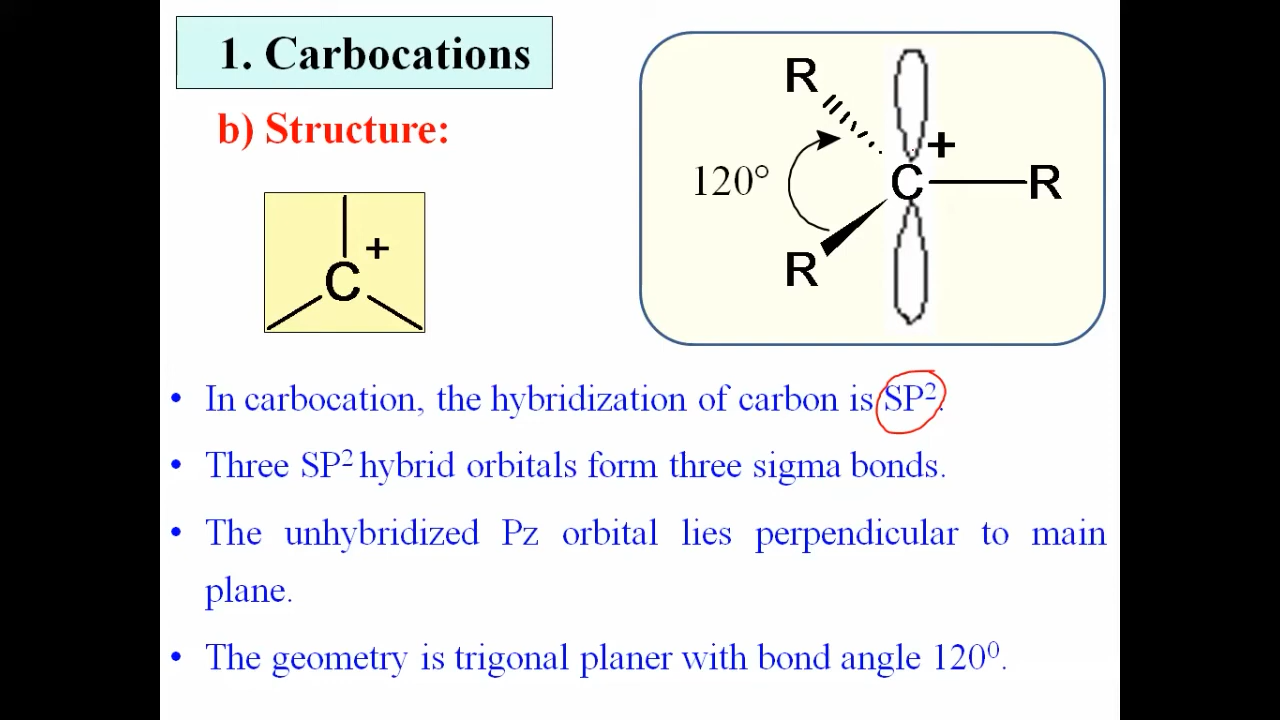 1. Carbocations
b) Structure:
R
+
120°
C
R
R
+
C
• In carbocation, the hybridization of carbon is SP².
• Three SP² hybrid orbitals form three sigma bonds.
• The unhybridized Pz orbital lies perpendicular to main
plane.
• The geometry is trigonal planer with bond angle 120⁰.